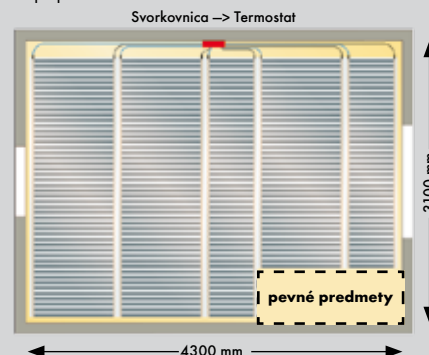 Svorkovnica —> Termostat
3100 mm
pevné predmety
4300 mm